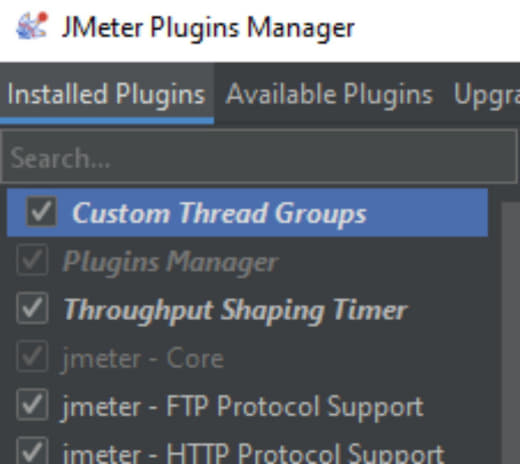 JMeter Plugins Manager
Installed Plugins Available Plugins Upgra
Search...
Custom Thread Groups
Plugins Manager
Throughput Shaping Timer
jmeter - Core
jmeter - FTP Protocol Support
jmeter - HTTP Protocol Support